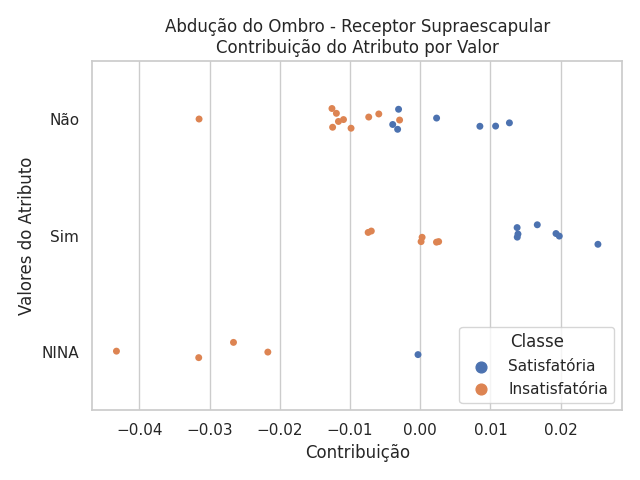 Abdução do Ombro - Receptor Supraescapular
Contribuição do Atributo por Valor
Valores do Atributo
Não
Sim
NINA
Classe
Satisfatória
Insatisfatória
−0.04 −0.03 −0.02 −0.01 0.00 0.01 0.02
Contribuição